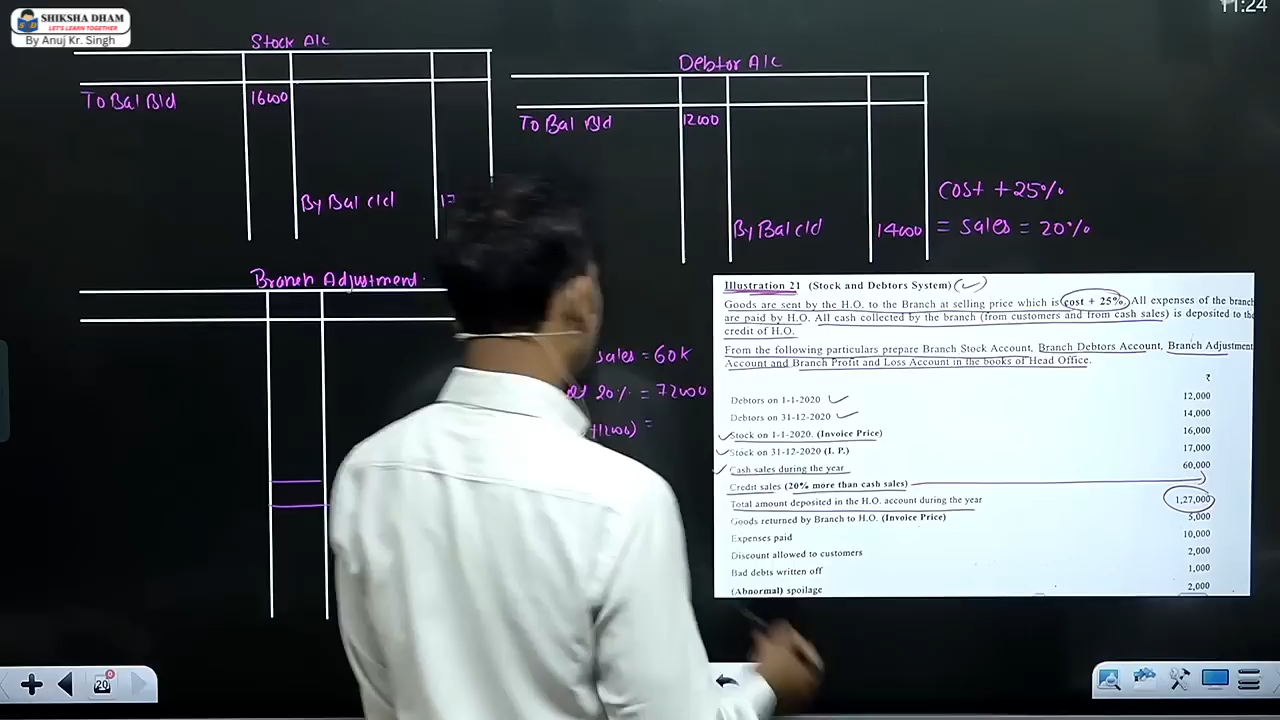 11:24
SHIKSHA DHAM
LET'S LEARN TOGETHER
By Anuj Kr. Singh
Stock A/c
To Bal B/d 16000
By Bal c/d 17
Debtor A/c
To Bal B/d 12000
By Bal c/d 14000
Cost + 25%
= Sales = 20%
Branch Adjustment
sales = 60k
20% = 72000
Illustration 21 (Stock and Debtors System)
Goods are sent by the H.O. to the Branch at selling price which is cost + 25%. All expenses of the branch
are paid by H.O. All cash collected by the branch (from customers and from cash sales) is deposited to the
credit of H.O.
From the following particulars prepare Branch Stock Account, Branch Debtors Account, Branch Adjustment
Account and Branch Profit and Loss Account in the books of Head Office.
₹
Debtors on 1-1-2020 12,000
Debtors on 31-12-2020 14,000
Stock on 1-1-2020. (Invoice Price) 16,000
Stock on 31-12-2020 (I. P.) 17,000
Cash sales during the year 60,000
Credit sales (20% more than cash sales)
Total amount deposited in the H.O. account during the year 1,27,000
Goods returned by Branch to H.O. (Invoice Price) 5,000
Expenses paid 10,000
Discount allowed to customers 2,000
Bad debts written off 1,000
(Abnormal) spoilage 2,000
20